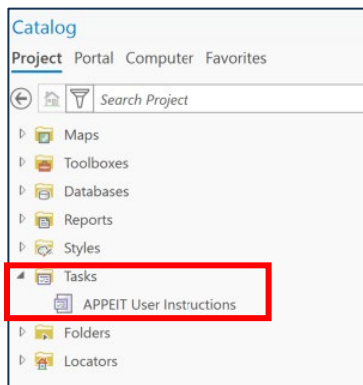 Catalog
Project Portal Computer Favorites
Search Project
Maps
Toolboxes
Databases
Reports
Styles
Tasks
APPEIT User Instructions
Folders
Locators